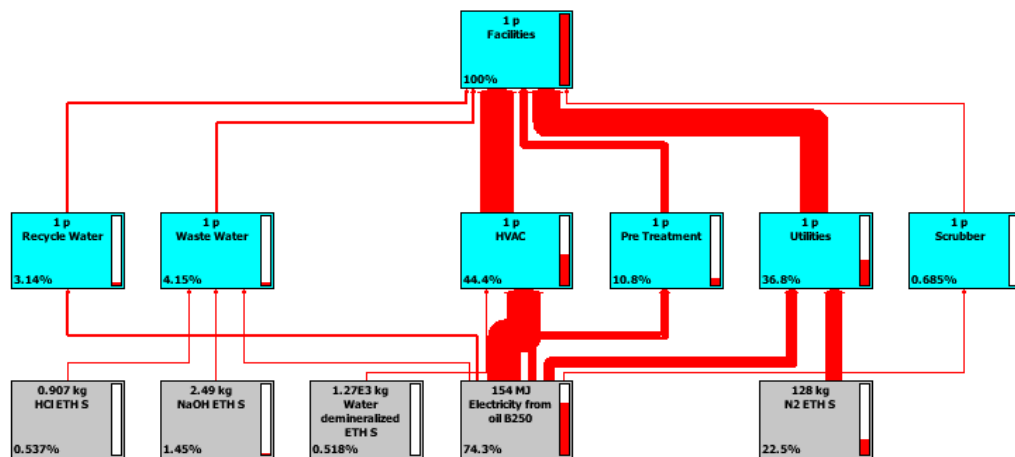 1 p
Facilities
100%
1 p
Recycle Water
3.14%
1 p
Waste Water
4.15%
1 p
HVAC
44.4%
1 p
Pre Treatment
10.8%
1 p
Utilities
36.8%
1 p
Scrubber
0.685%
0.907 kg
HCl ETH S
0.537%
2.49 kg
NaOH ETH S
1.45%
1.27E3 kg
Water
demineralized
ETH S
0.518%
154 MJ
Electricity from
oil B250
74.3%
128 kg
N2 ETH S
22.5%